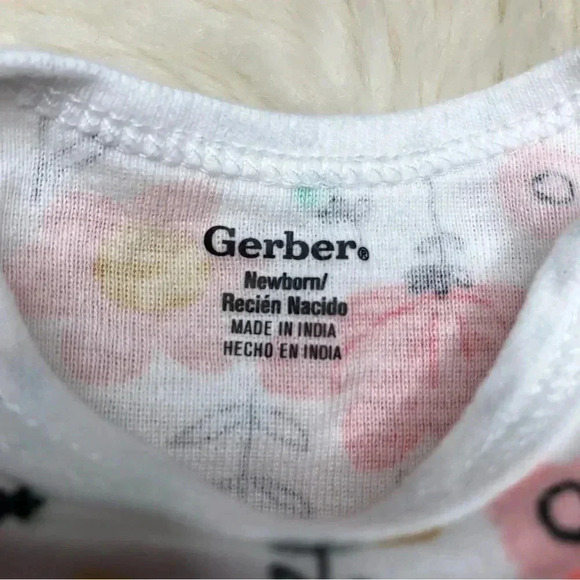 Gerber®
Newborn/
Recién Nacido
MADE IN INDIA
HECHO EN INDIA